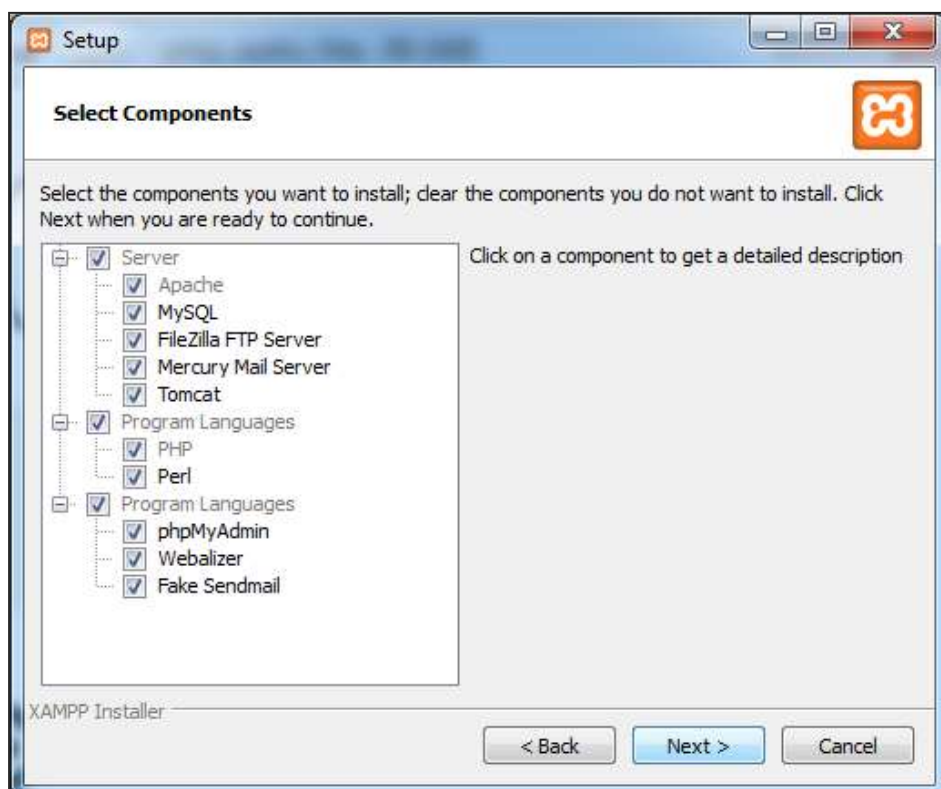 Setup
Select Components
Select the components you want to install; clear the components you do not want to install. Click
Next when you are ready to continue.
Server
Apache
MySQL
FileZilla FTP Server
Mercury Mail Server
Tomcat
Program Languages
PHP
Perl
Program Languages
phpMyAdmin
Webalizer
Fake Sendmail
Click on a component to get a detailed description
XAMPP Installer
< Back
Next >
Cancel